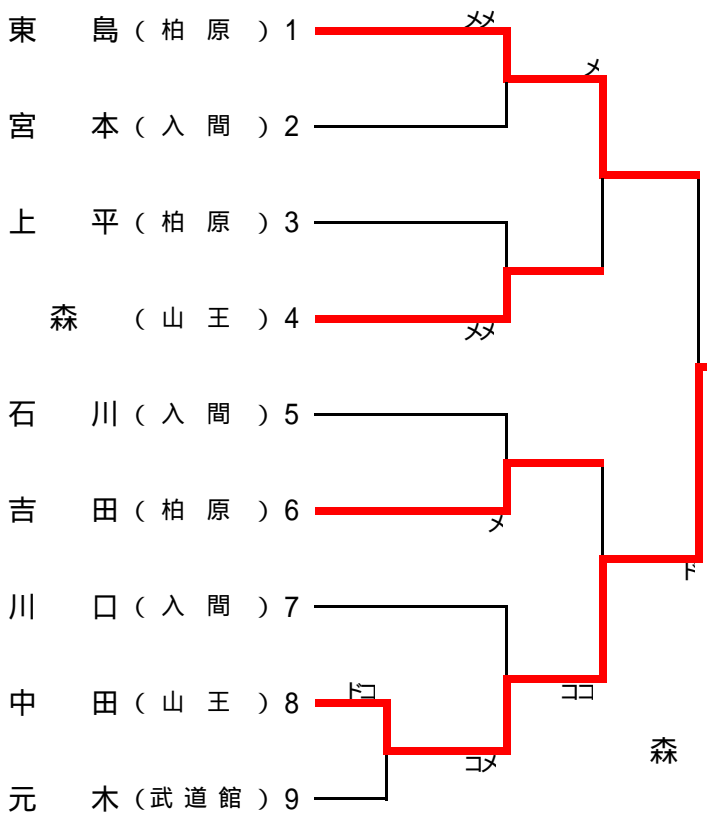 メメ
東島(柏原)1
メ
宮本(入間)2
上平(柏原)3
森(山王)4
メメ
石川(入間)5
吉田(柏原)6
メ
ド
川口(入間)7
ドコ
中田(山王)8
ココ
コメ
森
元木(武道館)9